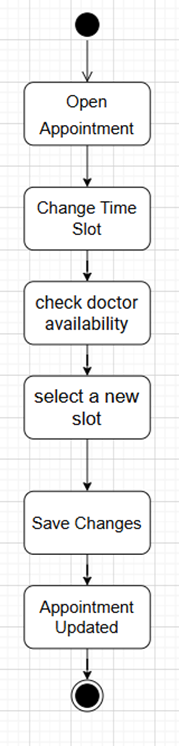 Open
Appointment
Change Time
Slot
check doctor
availability
select a new
slot
Save Changes
Appointment
Updated